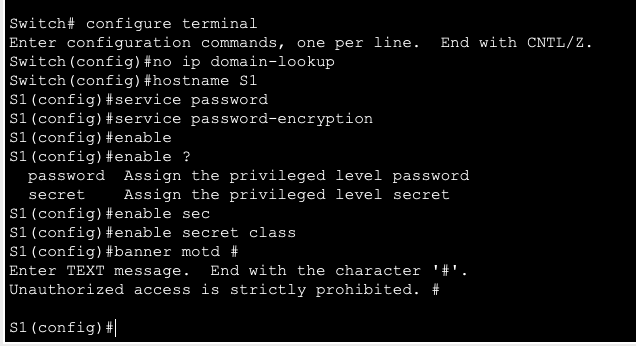 Switch# configure terminal
Enter configuration commands, one per line.  End with CNTL/Z.
Switch(config)#no ip domain-lookup
Switch(config)#hostname S1
S1(config)#service password
S1(config)#service password-encryption
S1(config)#enable
S1(config)#enable ?
  password  Assign the privileged level password
  secret    Assign the privileged level secret
S1(config)#enable sec
S1(config)#enable secret class
S1(config)#banner motd #
Enter TEXT message.  End with the character '#'.
Unauthorized access is strictly prohibited. #

S1(config)#